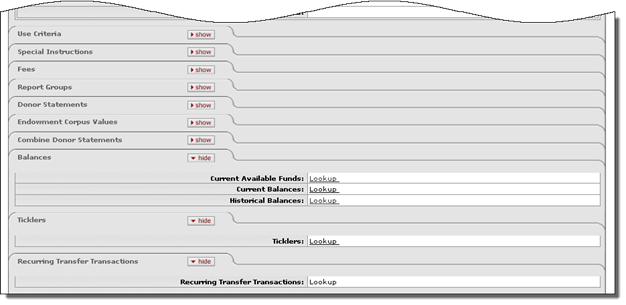 Use Criteria show
Special Instructions show
Fees show
Report Groups show
Donor Statements show
Endowment Corpus Values show
Combine Donor Statements show
Balances hide
Current Available Funds: Lookup
Current Balances: Lookup
Historical Balances: Lookup
Ticklers hide
Ticklers: Lookup
Recurring Transfer Transactions hide
Recurring Transfer Transactions: Lookup